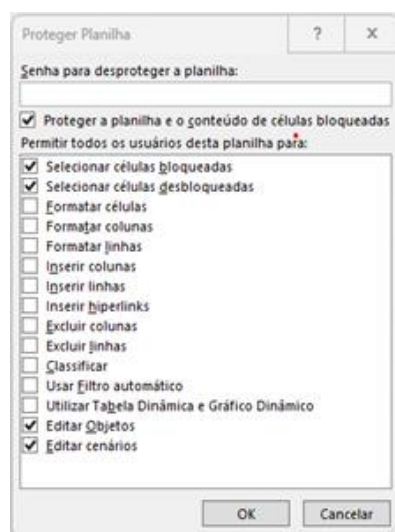 Proteger Planilha
Senha para desproteger a planilha:
Proteger a planilha e o conteúdo de células bloqueadas
Permitir todos os usuários desta planilha para:
Selecionar células bloqueadas
Selecionar células desbloqueadas
Formatar células
Formatar colunas
Formatar linhas
Inserir colunas
Inserir linhas
Inserir hiperlinks
Excluir colunas
Excluir linhas
Classificar
Usar Filtro automático
Utilizar Tabela Dinâmica e Gráfico Dinâmico
Editar Objetos
Editar cenários
OK Cancelar